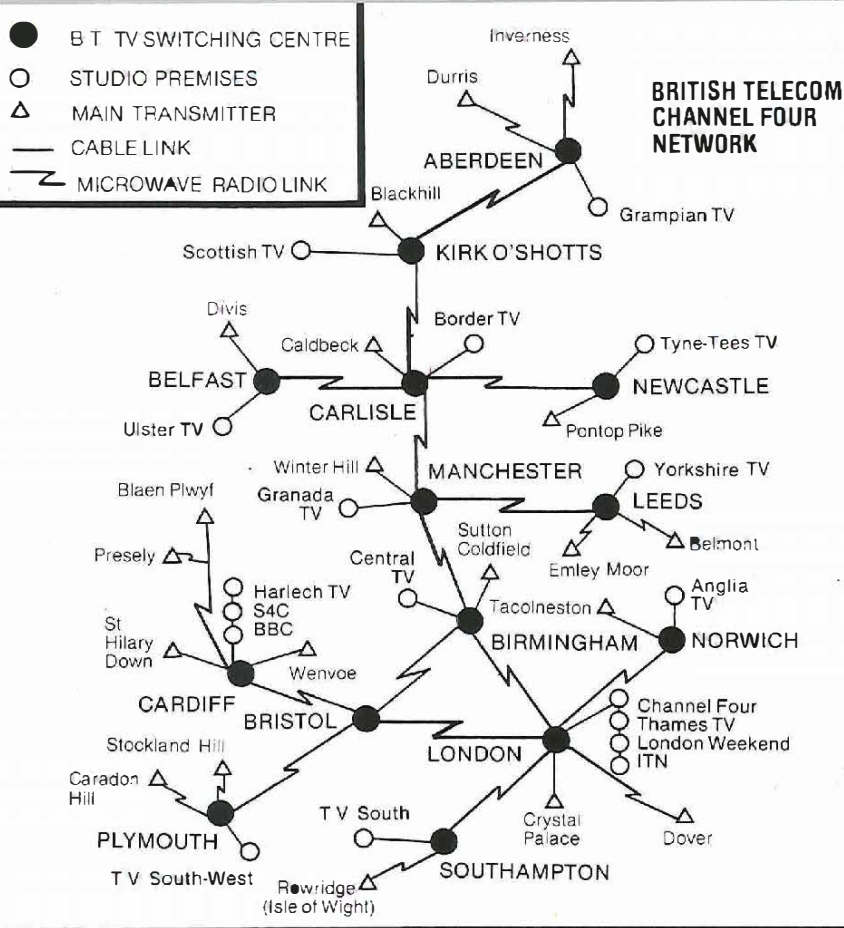 B T TV SWITCHING CENTRE
STUDIO PREMISES
MAIN TRANSMITTER
CABLE LINK
MICROWAVE RADIO LINK
BRITISH TELECOM
CHANNEL FOUR
NETWORK
Inverness
Durris
ABERDEEN
Grampian TV
Blackhill
Scottish TV
KIRK O'SHOTTS
Divis
Caldbeck
Border TV
Tyne-Tees TV
BELFAST
NEWCASTLE
CARLISLE
Ulster TV
Pontop Pike
Winter Hill
MANCHESTER
Yorkshire TV
Granada
TV
LEEDS
Blaen Plwyf
Sutton
Coldfield
Belmont
Emley Moor
Presely
Central
TV
Anglia
TV
Harlech TV
S4C
BBC
Tacolneston
BIRMINGHAM
NORWICH
St
Hilary
Down
Wenvoe
CARDIFF
BRISTOL
Channel Four
Thames TV
London Weekend
ITN
LONDON
Stockland Hill
Caradon
Hill
PLYMOUTH
T V South
Crystal
Palace
Dover
T V South-West
SOUTHAMPTON
Rowridge
(Isle of Wight)